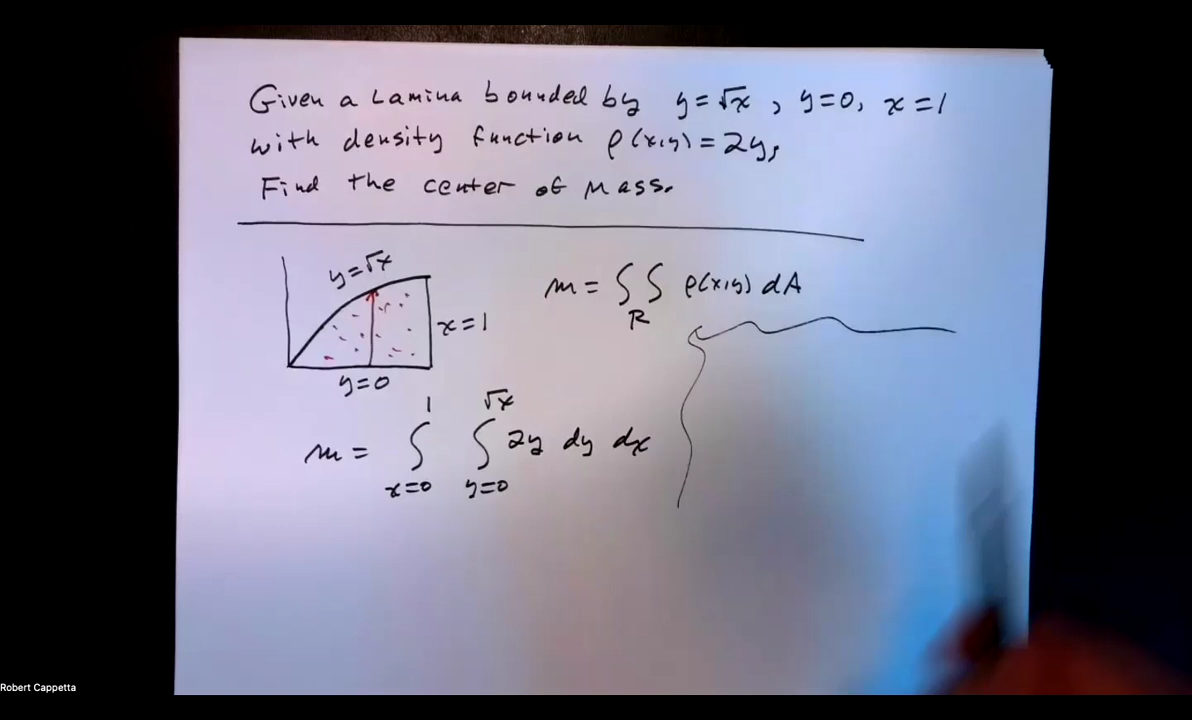 Given a Lamina bounded by y=√x, y=0, x=1
with density function ρ(x,y)=2y,
Find the center of mass.
y=√x
x=1
y=0
m= ∫∫ ρ(x,y) dA
R
1 √x
m= ∫ ∫ 2y dy dx
x=0 y=0
Robert Cappetta